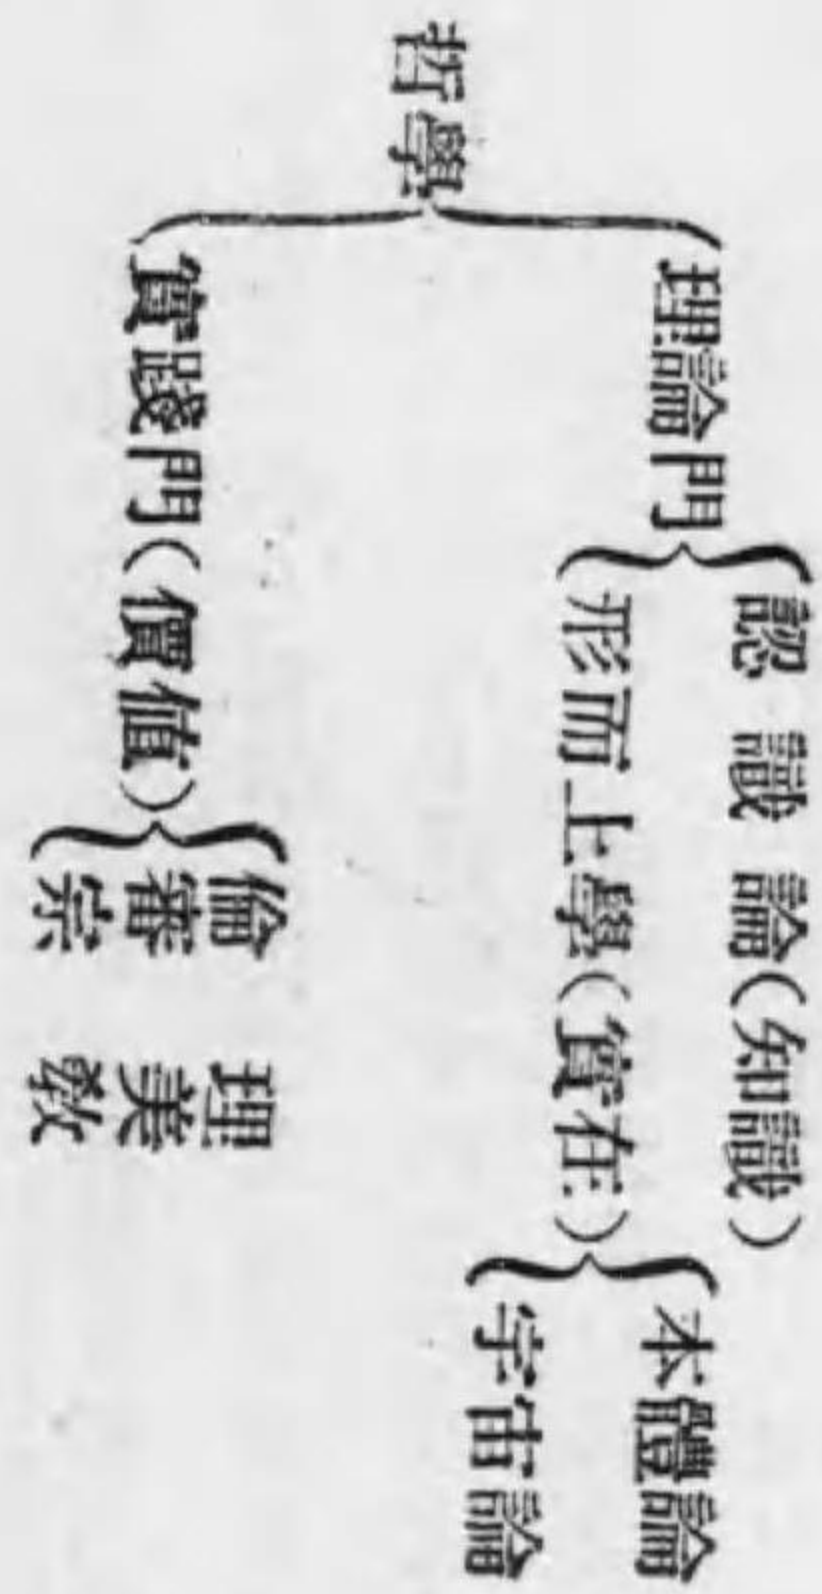 哲學
理論門
認識論(知識)
形而上學(實在)
本體論
宇宙論
實踐門(價值)
倫理
審美
宗教